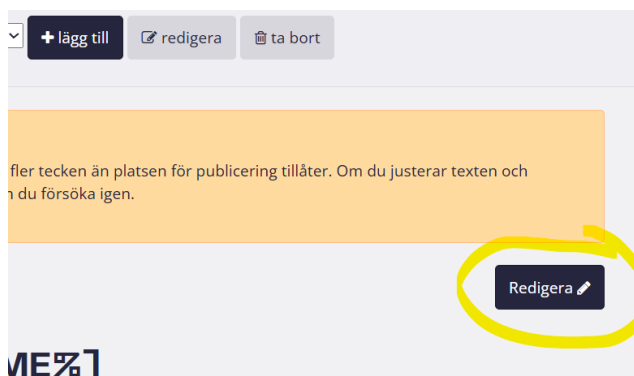 lägg till redigera ta bort
fler tecken än platsen för publicering tillåter. Om du justerar texten och
du försöka igen.
Redigera
ME%]